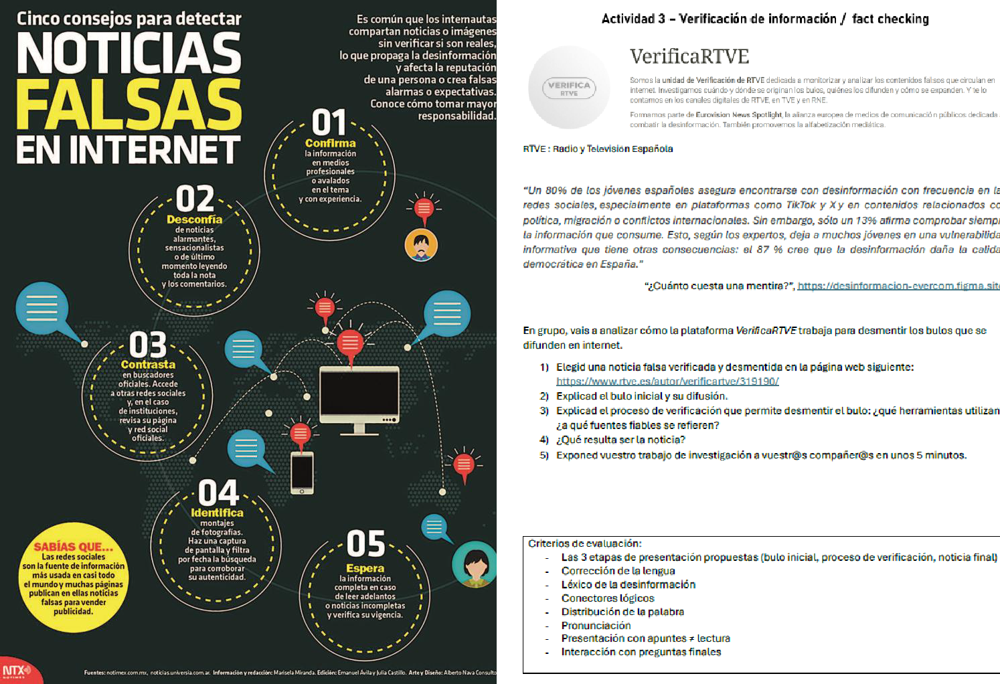 Cinco consejos para detectar
NOTICIAS
FALSAS
EN INTERNET
Es común que los internautas
compartan noticias o imágenes
sin verificar si son reales,
lo que propaga la desinformación
y afecta la reputación
de una persona o crea falsas
alarmas o expectativas.
Conoce cómo tomar mayor
responsabilidad.
01
Confirma
la información
en medios
profesionales
o avalados
en el tema
y con experiencia.
02
Desconfía
de noticias
alarmantes,
sensacionalistas
o de último
momento leyendo
toda la nota
y los comentarios.
03
Contrasta
en buscadores
oficiales. Accede
a otras redes sociales
y, en el caso
de instituciones,
revisa su página
y red social
oficiales.
04
Identifica
montajes
de fotografías.
Haz una captura
de pantalla y filtra
por fecha la búsqueda
para corroborar
su autenticidad.
05
Espera
la información
completa en caso
de leer adelantos
o noticias incompletas
y verifica su vigencia.
SABÍAS QUE...
Las redes sociales
son la fuente de información
más usada en casi todo
el mundo y muchas páginas
publican en ellas noticias
falsas para vender
publicidad.
NTX
NOTIMEX
Fuentes: notimex.com.mx, noticias.universia.com.ar. Información y redacción: Marisela Miranda. Edición: Emanuel Ávila y Julia Castillo. Arte y Diseño: Alberto Nava Consulto
Actividad 3 – Verificación de información / fact checking
VERIFICA
RTVE
VerificaRTVE
Somos la unidad de Verificación de RTVE dedicada a monitorizar y analizar los contenidos falsos que circulan en
internet. Investigamos cuándo y dónde se originan los bulos, quiénes los difunden y cómo se expanden. Y te lo
contamos en los canales digitales de RTVE, en TVE y en RNE.
Formamos parte de Eurovision News Spotlight, la alianza europea de medios de comunicación públicos dedicada
combatir la desinformación. También promovemos la alfabetización mediática.
RTVE : Radio y Televisión Española
“Un 80% de los jóvenes españoles asegura encontrarse con desinformación con frecuencia en la
redes sociales, especialmente en plataformas como TikTok y X y en contenidos relacionados co
política, migración o conflictos internacionales. Sin embargo, sólo un 13% afirma comprobar siempr
la información que consume. Esto, según los expertos, deja a muchos jóvenes en una vulnerabilida
informativa que tiene otras consecuencias: el 87 % cree que la desinformación daña la calida
democrática en España.”
“¿Cuánto cuesta una mentira?”, https://desinformacion-evercom.figma.site
En grupo, vais a analizar cómo la plataforma VerificaRTVE trabaja para desmentir los bulos que se
difunden en internet.
1) Elegid una noticia falsa verificada y desmentida en la página web siguiente:
https://www.rtve.es/autor/verificartve/319190/
2) Explicad el bulo inicial y su difusión.
3) Explicad el proceso de verificación que permite desmentir el bulo: ¿qué herramientas utilizan
¿a qué fuentes fiables se refieren?
4) ¿Qué resulta ser la noticia?
5) Exponed vuestro trabajo de investigación a vuestr@s compañer@s en unos 5 minutos.
Criterios de evaluación:
- Las 3 etapas de presentación propuestas (bulo inicial, proceso de verificación, noticia final)
- Corrección de la lengua
- Léxico de la desinformación
- Conectores lógicos
- Distribución de la palabra
- Pronunciación
- Presentación con apuntes ≠ lectura
- Interacción con preguntas finales